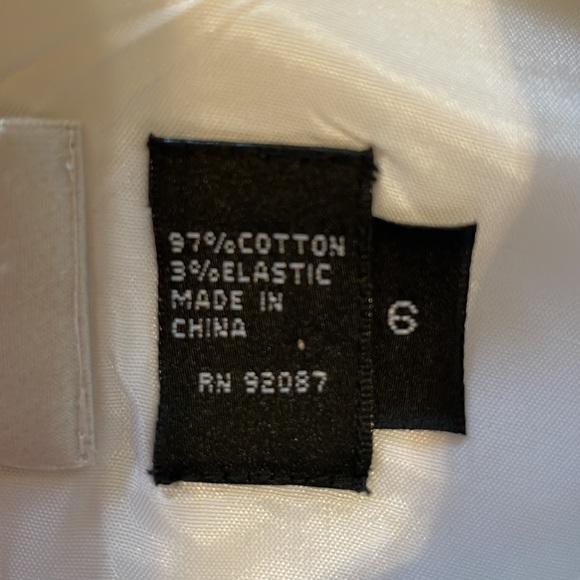 97%COTTON
3%ELASTIC
MADE IN
CHINA
RN 92087
6